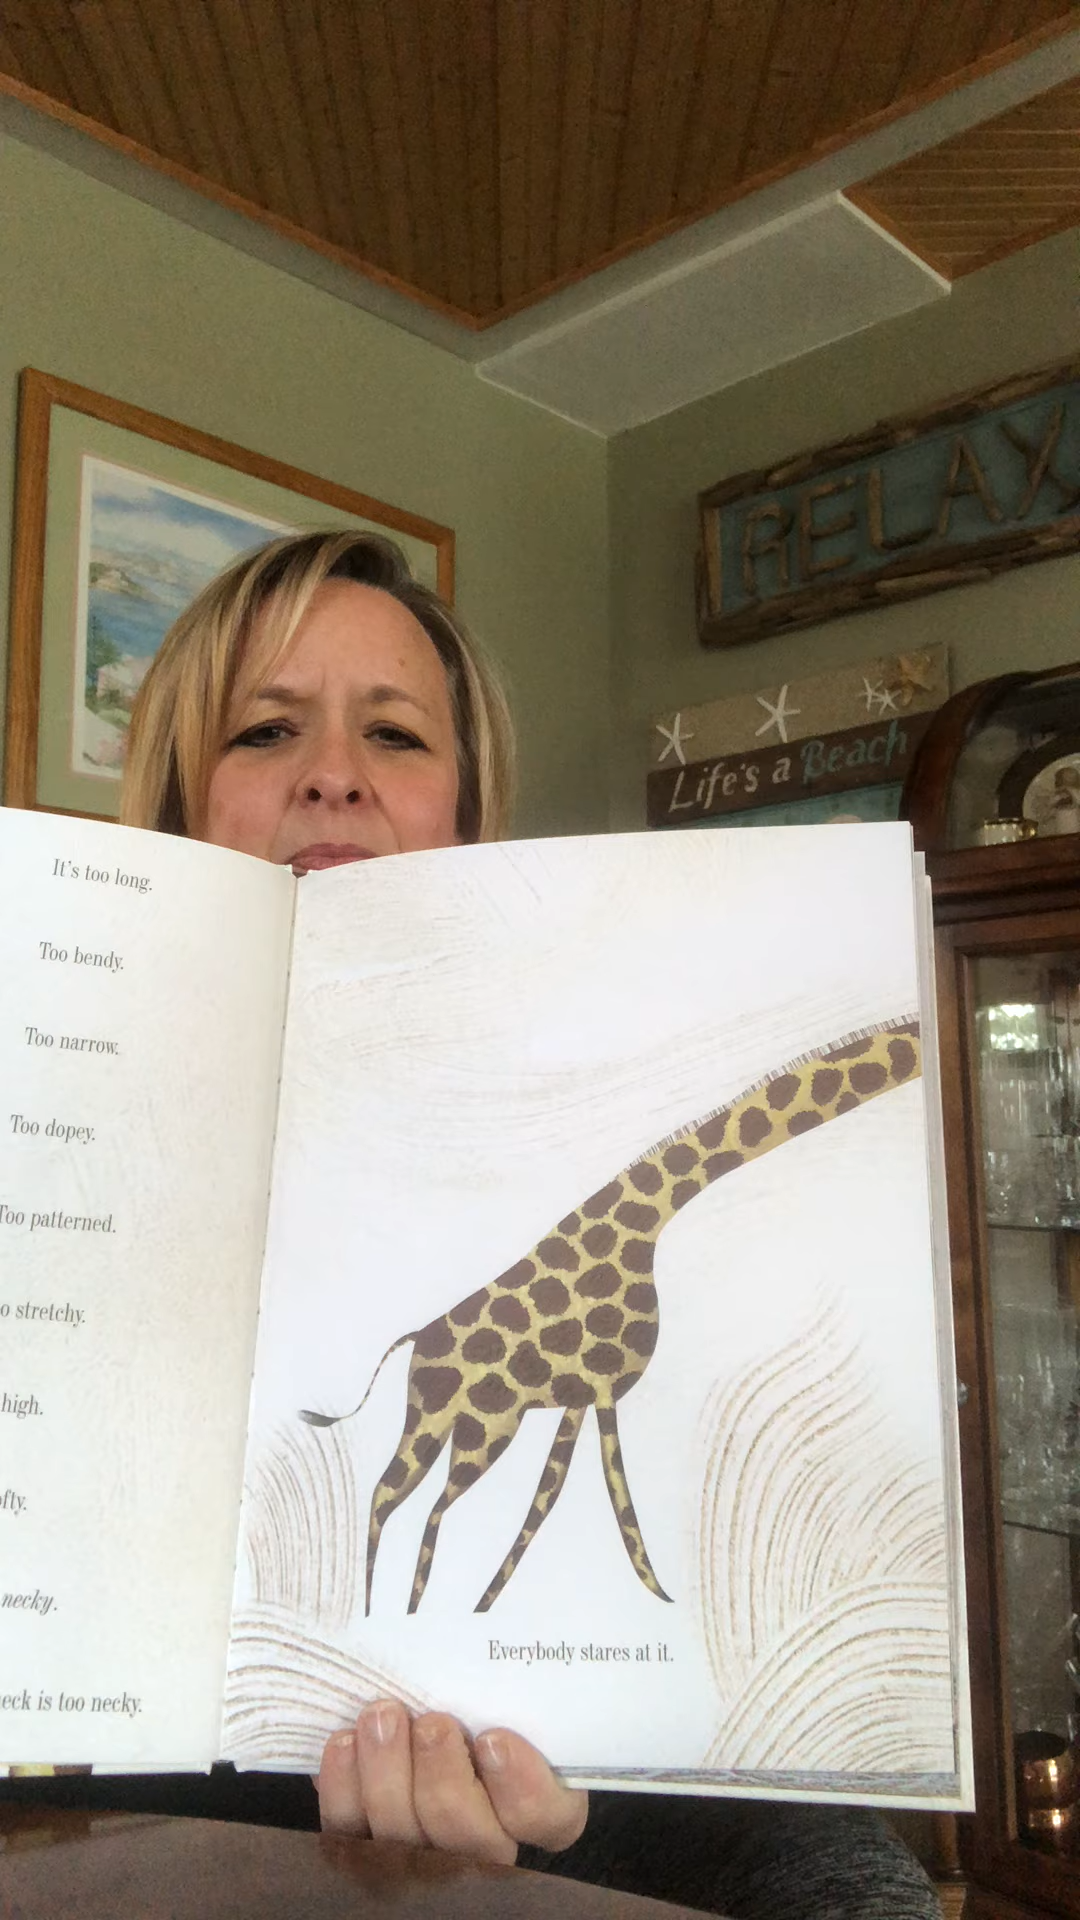 RELAX
Life's a Beach
It's too long.
Too bendy.
Too narrow.
Too dopey.
Too patterned.
stretchy.
high.
necky.
is too necky.
Everybody stares at it.